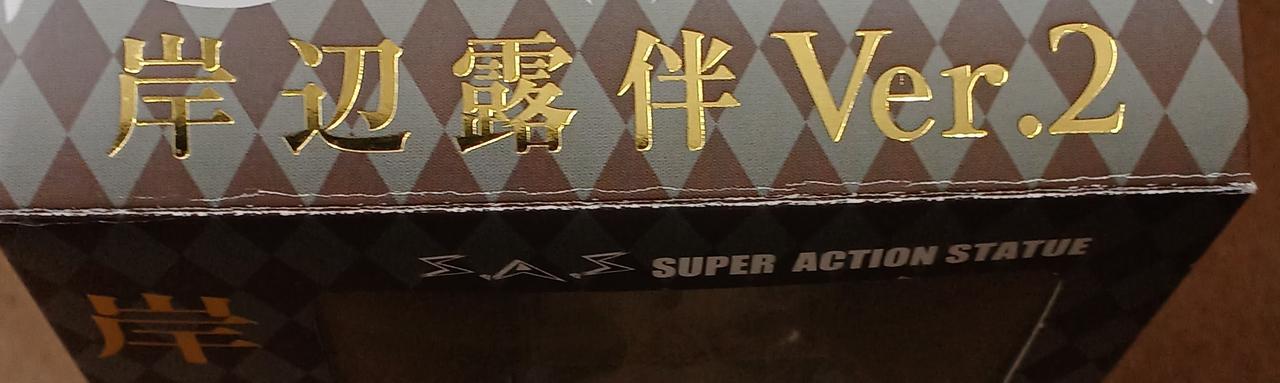 岸辺露伴 Ver.2
S.A.S SUPER ACTION STATUE
岸